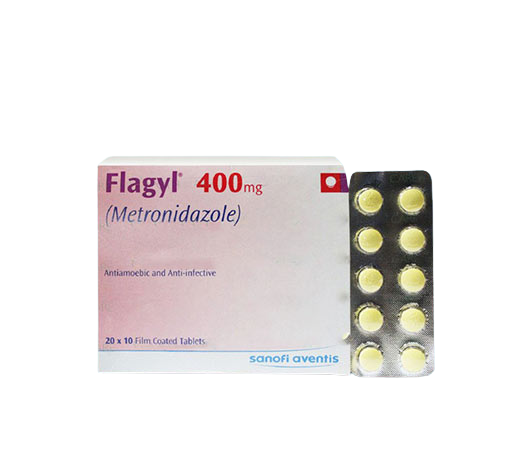 Flagyl® 400mg
(Metronidazole)
Antiamoebic and Anti-infective
20 x 10 Film Coated Tablets
sanofi aventis